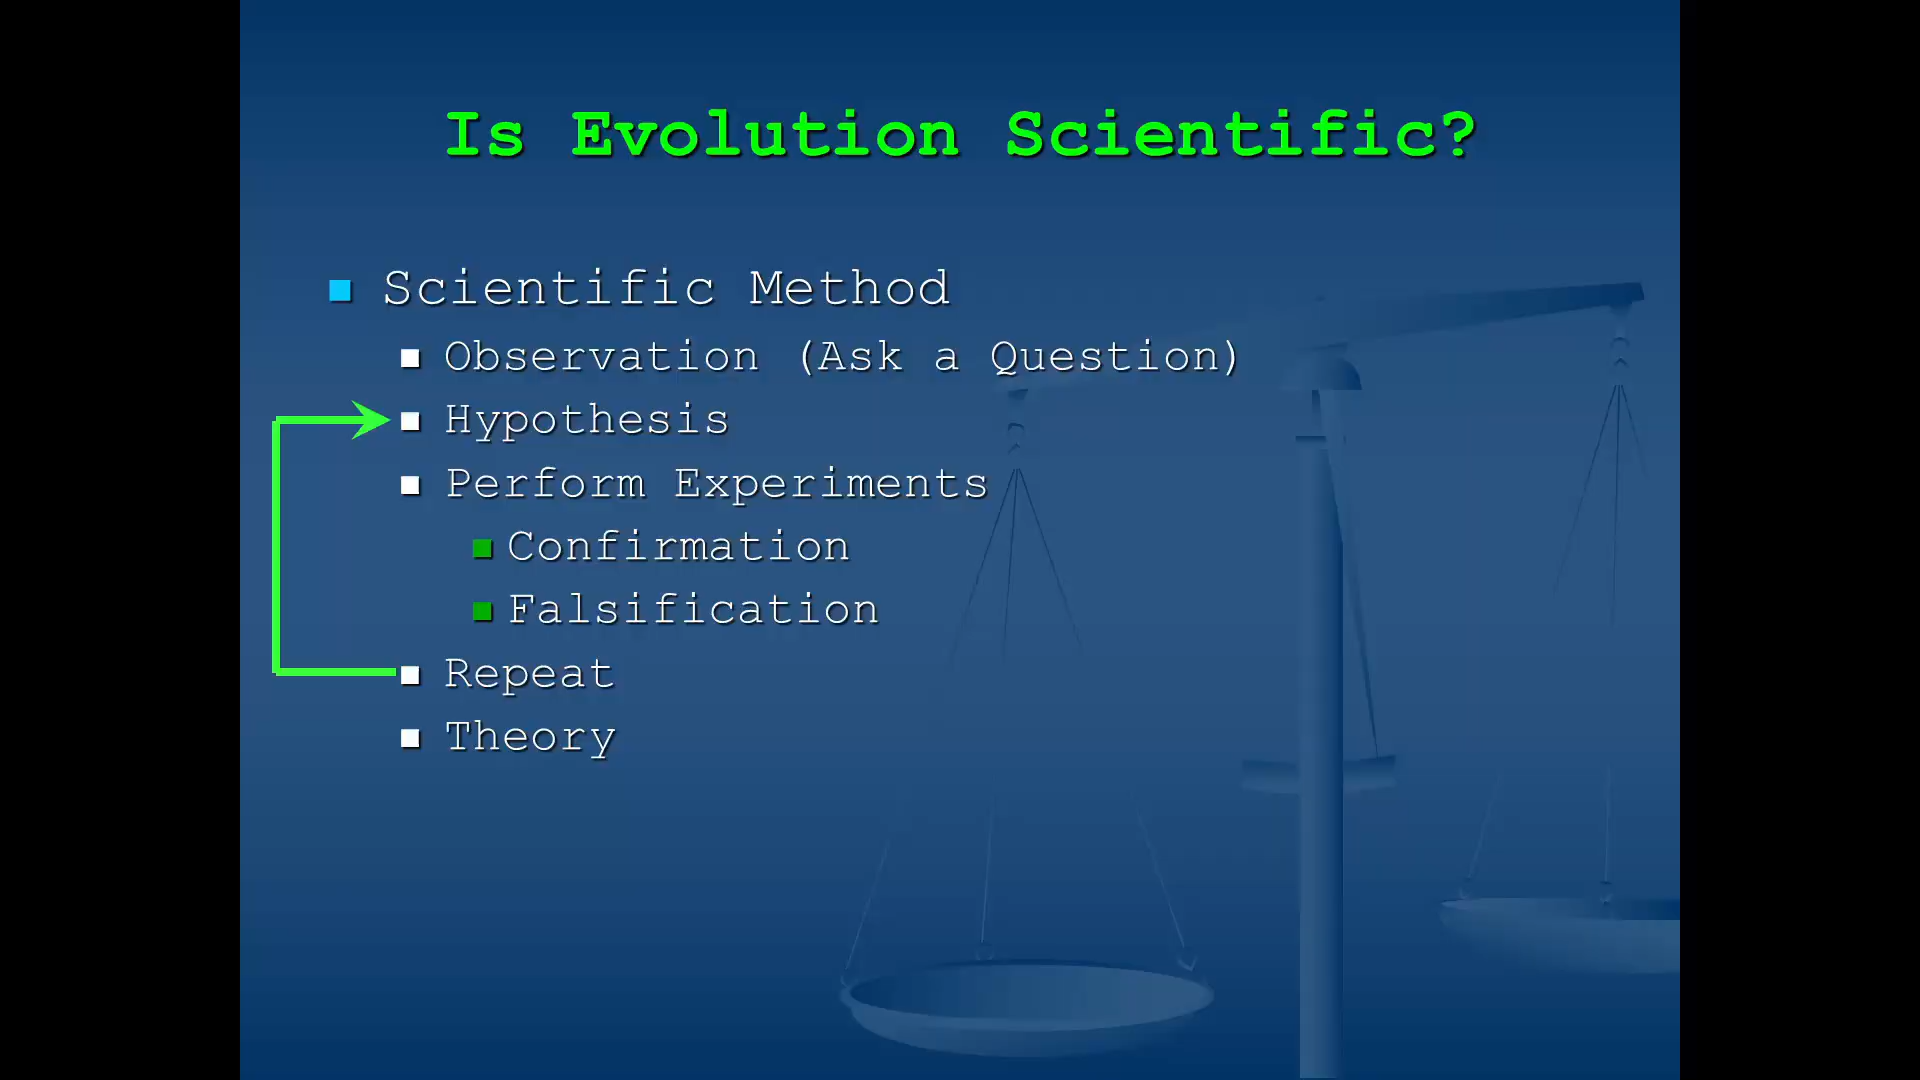 Is Evolution Scientific?
Scientific Method
Observation (Ask a Question)
Hypothesis
Perform Experiments
Confirmation
Falsification
Repeat
Theory